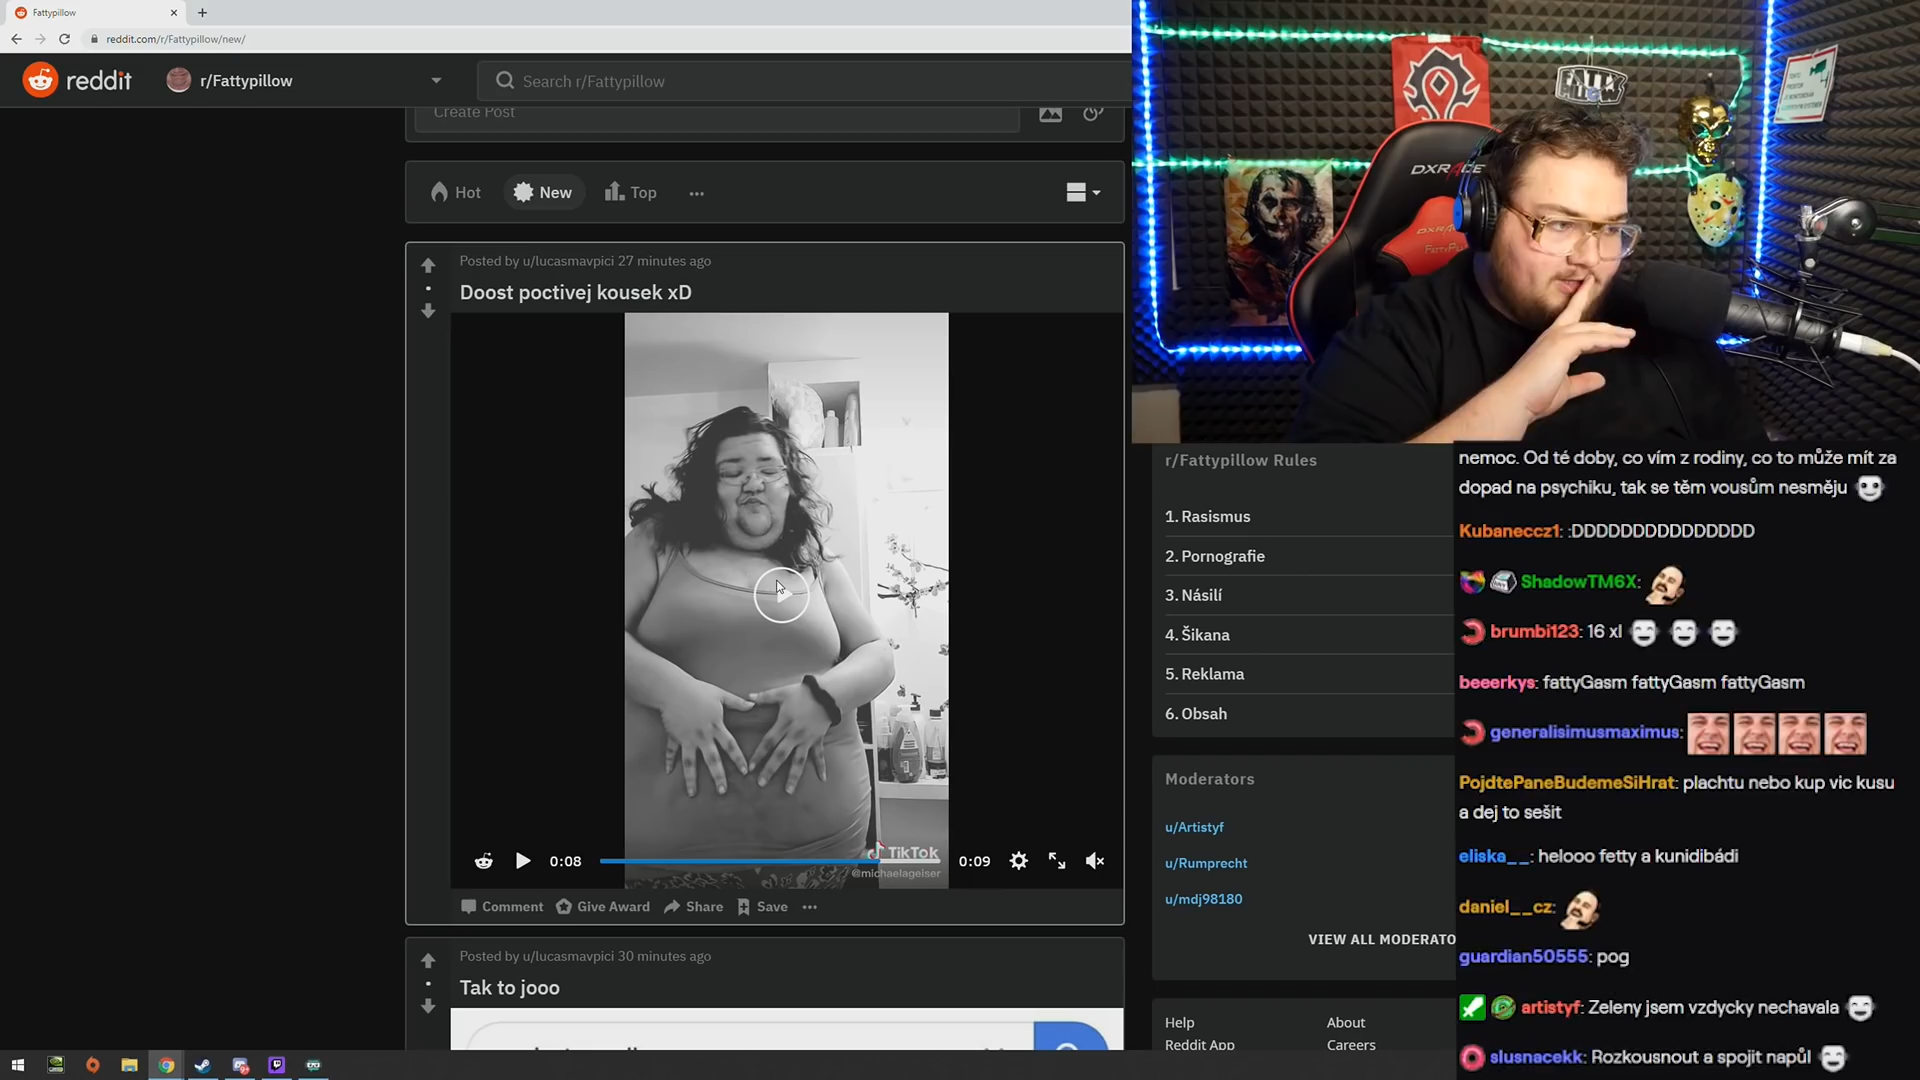 Fattypillow
reddit.com/r/Fattypillow/new/
reddit
r/Fattypillow
Search r/Fattypillow
Create Post
Hot
New
Top
Posted by u/lucasmavpici 27 minutes ago
Doost poctivej kousek xD
0:08
0:09
TikTok
@michaelageiser
Comment
Give Award
Share
Save
Posted by u/lucasmavpici 30 minutes ago
Tak to jooo
DXRACER
FATTY
PILLOW
r/Fattypillow Rules
1. Rasismus
2. Pornografie
3. Násilí
4. Šikana
5. Reklama
6. Obsah
Moderators
u/Artistyf
u/Rumprecht
u/mdj98180
VIEW ALL MODERATO
Help
About
Reddit App
Careers
nemoc. Od té doby, co vím z rodiny, co to může mít za
dopad na psychiku, tak se těm vousům nesměju
Kubaneccz1: :DDDDDDDDDDDDDDD
ShadowTM6X:
brumbi123: 16 xl
beeerkys: fattyGasm fattyGasm fattyGasm
generalisimusmaximus:
PojdtePaneBudemeSiHrat: plachtu nebo kup vic kusu
a dej to sešit
eliska__: helooo fetty a kunidibádi
daniel__cz:
guardian50555: pog
artistyf: Zeleny jsem vzdycky nechavala
slusnacekk: Rozkousnout a spojit napůl